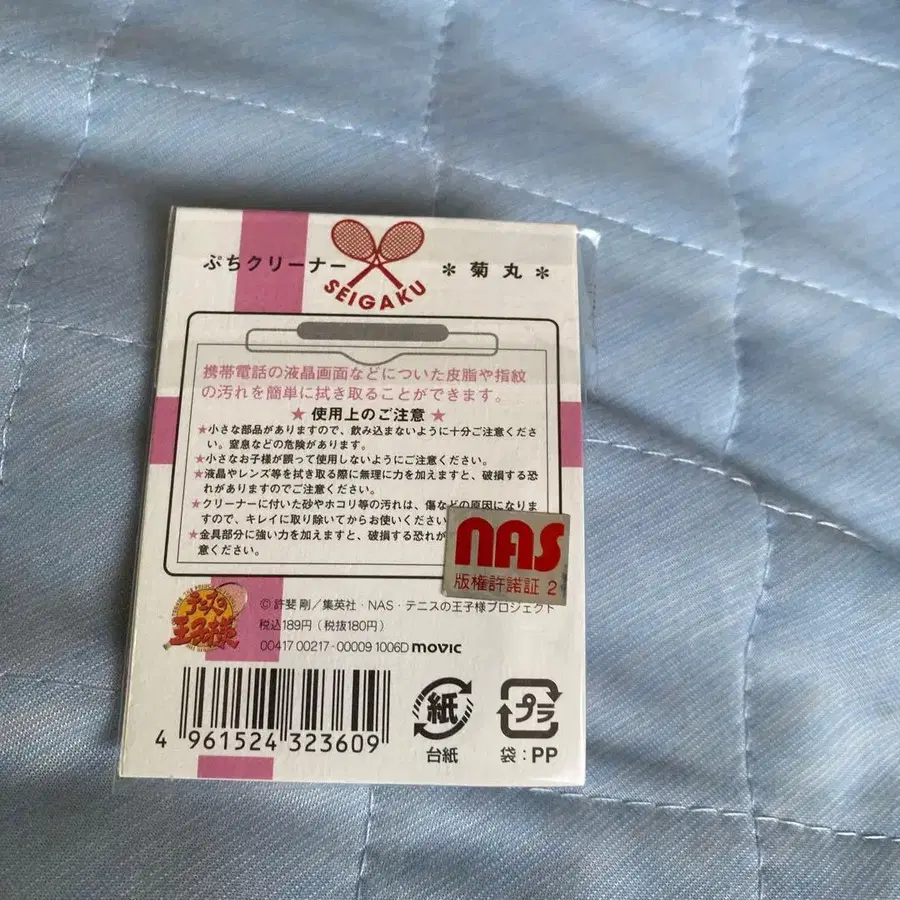 ぷちクリーナー
SEIGAKU
＊菊丸＊
携帯電話の液晶画面などについた皮脂や指紋
の汚れを簡単に拭き取ることができます。
★ 使用上のご注意 ★
★小さな部品がありますので、飲み込まないように十分ご注意くださ
い。窒息などの危険があります。
★小さなお子様が誤って使用しないようにご注意ください。
★液晶やレンズ等を拭き取る際に無理に力を加えますと、破損する恐
れがありますのでご注意ください。
★クリーナーに付いた砂やホコリ等の汚れは、傷などの原因になりま
すので、キレイに取り除いてからお使いください
★金具部分に強い力を加えますと、破損する恐れが
意ください。
nas
版権許諾証 2
テニスの
王子様
©許斐 剛／集英社・NAS・テニスの王子様プロジェクト
税込189円（税抜180円）
00417 00217-00009 1006D movic
4 961524 323609
紙
台紙
プラ
袋：PP